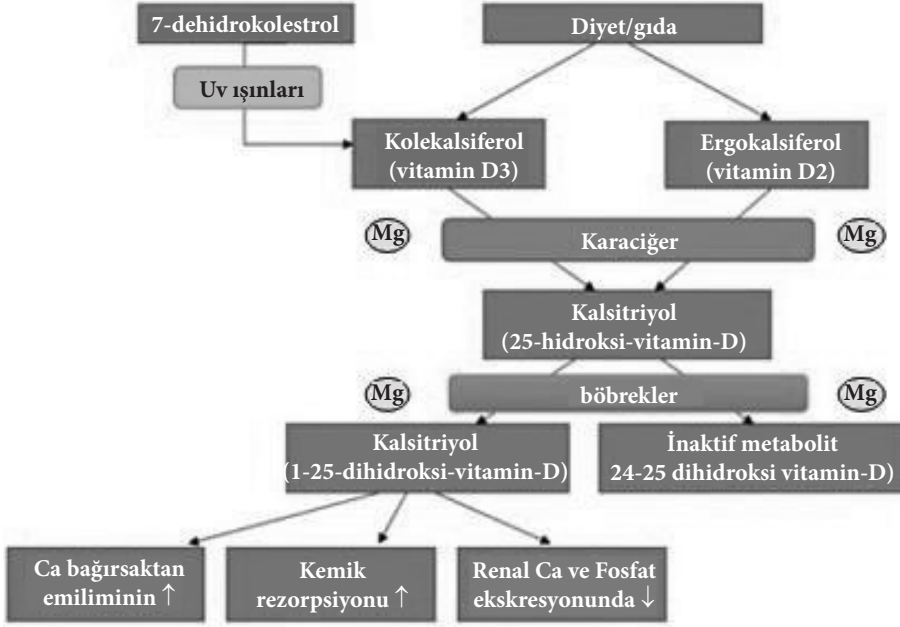 7-dehidrokolestrol
Diyet/gıda
Uv ışınları
Kolekalsiferol
(vitamin D3)
Ergokalsiferol
(vitamin D2)
Mg
Karaciğer
Mg
Kalsitriyol
(25-hidroksi-vitamin-D)
Mg
böbrekler
Mg
Kalsitriyol
(1-25-dihidroksi-vitamin-D)
İnaktif metabolit
24-25 dihidroksi vitamin-D)
Ca bağırsaktan
emiliminin ↑
Kemik
rezorpsiyonu ↑
Renal Ca ve Fosfat
ekskresyonunda ↓